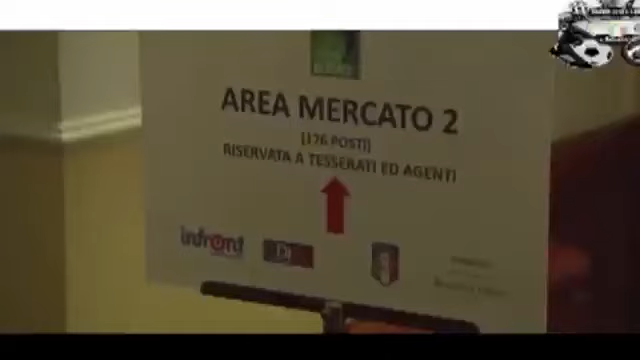 AREA MERCATO 2
(176 POSTI)
RISERVATA A TESSERATI ED AGENTI
infront